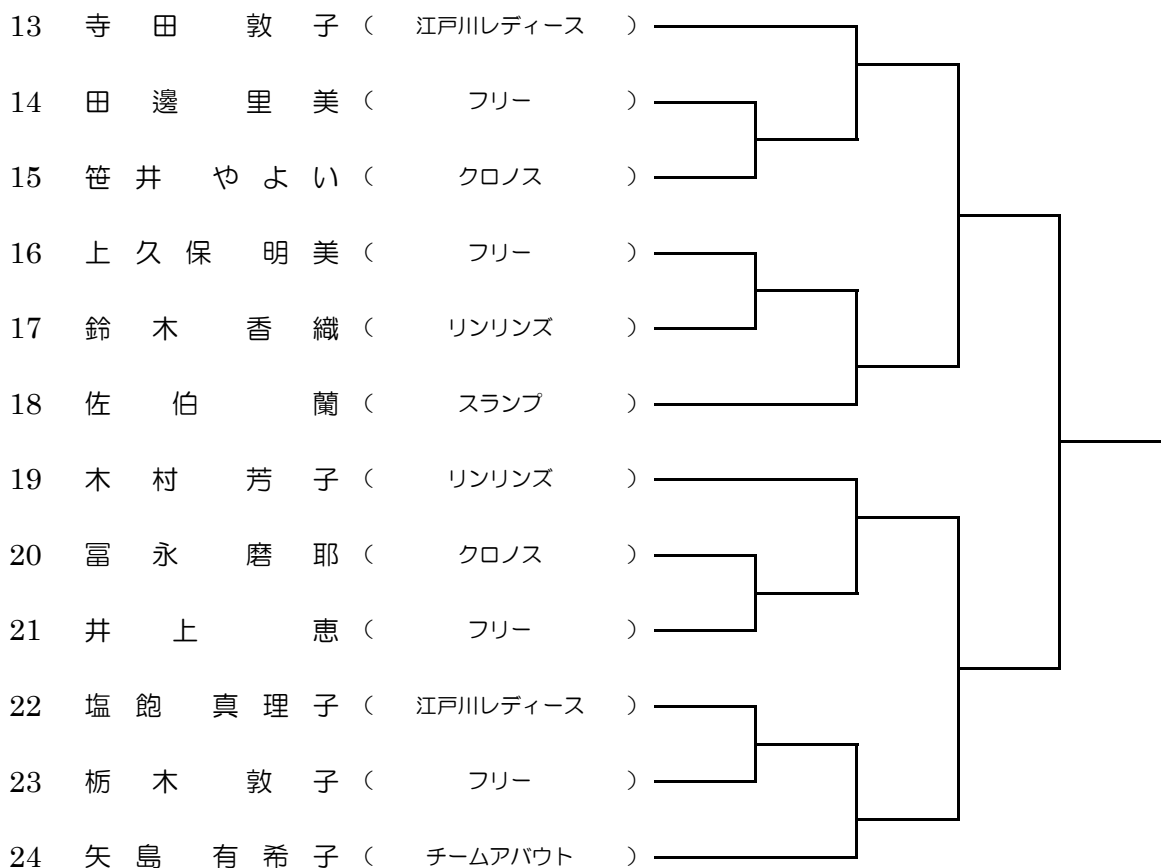 13 寺田 敦子 ( 江戸川レディース )
14 田邊 里美 ( フリー )
15 笹井 やよい ( クロノス )
16 上久保 明美 ( フリー )
17 鈴木 香織 ( リンリンズ )
18 佐伯 蘭 ( スランプ )
19 木村 芳子 ( リンリンズ )
20 冨永 磨耶 ( クロノス )
21 井上 恵 ( フリー )
22 塩飽 真理子 ( 江戸川レディース )
23 栃木 敦子 ( フリー )
24 矢島 有希子 ( チームアバウト )